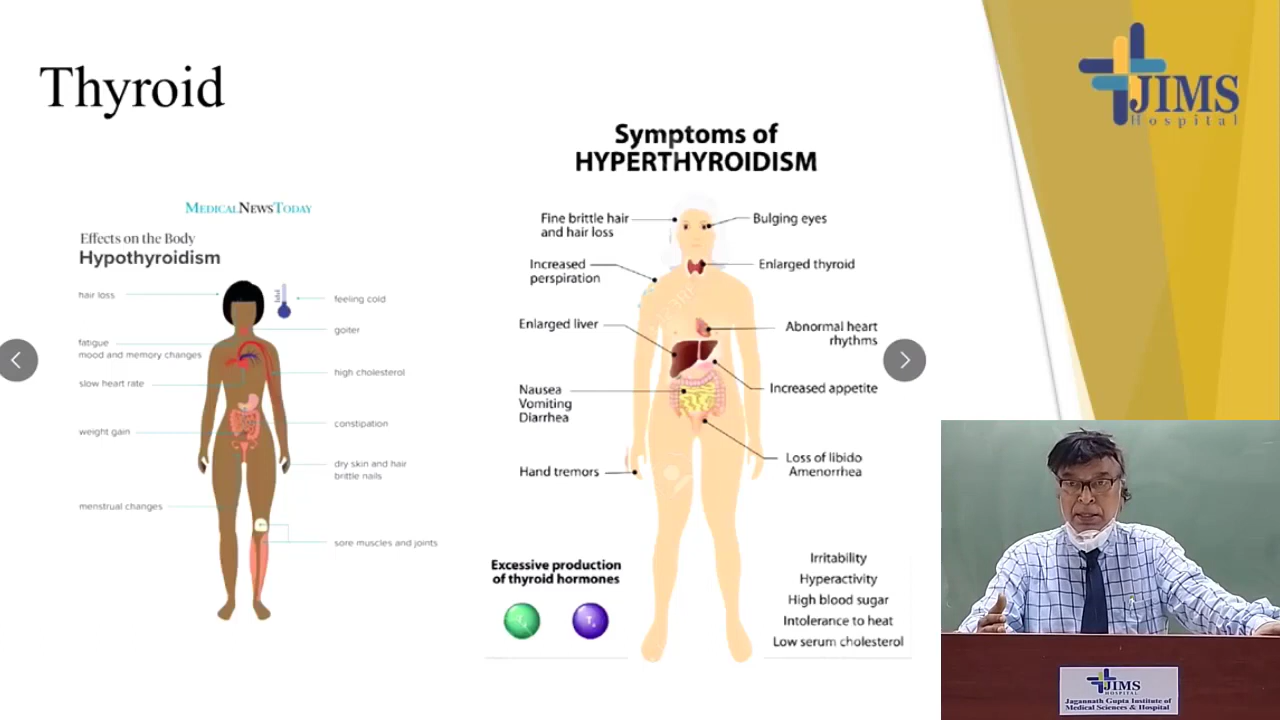 Thyroid
JIMS
Hospital
MEDICALNEWSTODAY
Effects on the Body
Hypothyroidism
hair loss
fatigue
mood and memory changes
slow heart rate
weight gain
menstrual changes
feeling cold
goiter
high cholesterol
constipation
dry skin and hair
brittle nails
sore muscles and joints
Symptoms of
HYPERTHYROIDISM
Fine brittle hair
and hair loss
Increased
perspiration
Enlarged liver
Nausea
Vomiting
Diarrhea
Hand tremors
Bulging eyes
Enlarged thyroid
Abnormal heart
rhythms
Increased appetite
Loss of libido
Amenorrhea
Excessive production
of thyroid hormones
Irritability
Hyperactivity
High blood sugar
Intolerance to heat
Low serum cholesterol
JIMS
HOSPITAL
Jagannath Gupta Institute of
Medical Sciences & Hospital